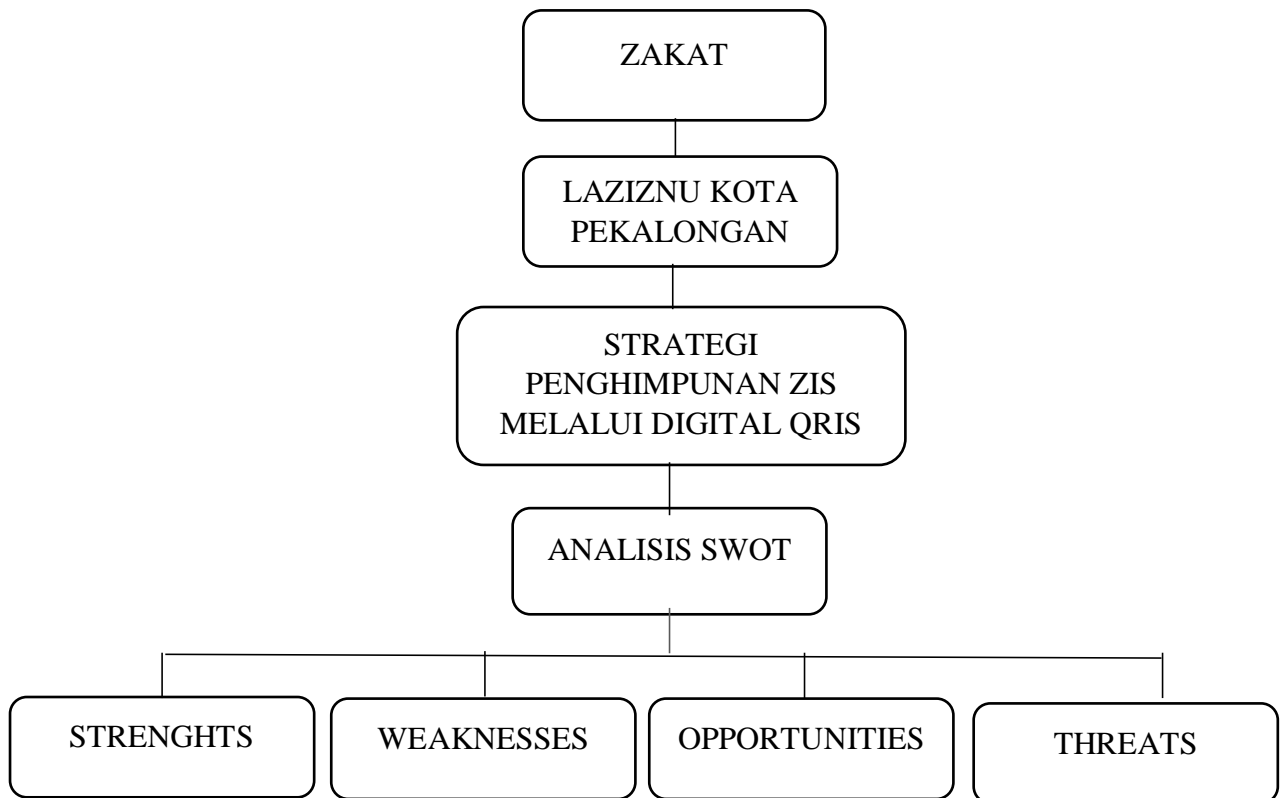 ZAKAT
LAZIZNU KOTA
PEKALONGAN
STRATEGI
PENGHIMPUNAN ZIS
MELALUI DIGITAL QRIS
ANALISIS SWOT
STRENGHTS
WEAKNESSES
OPPORTUNITIES
THREATS